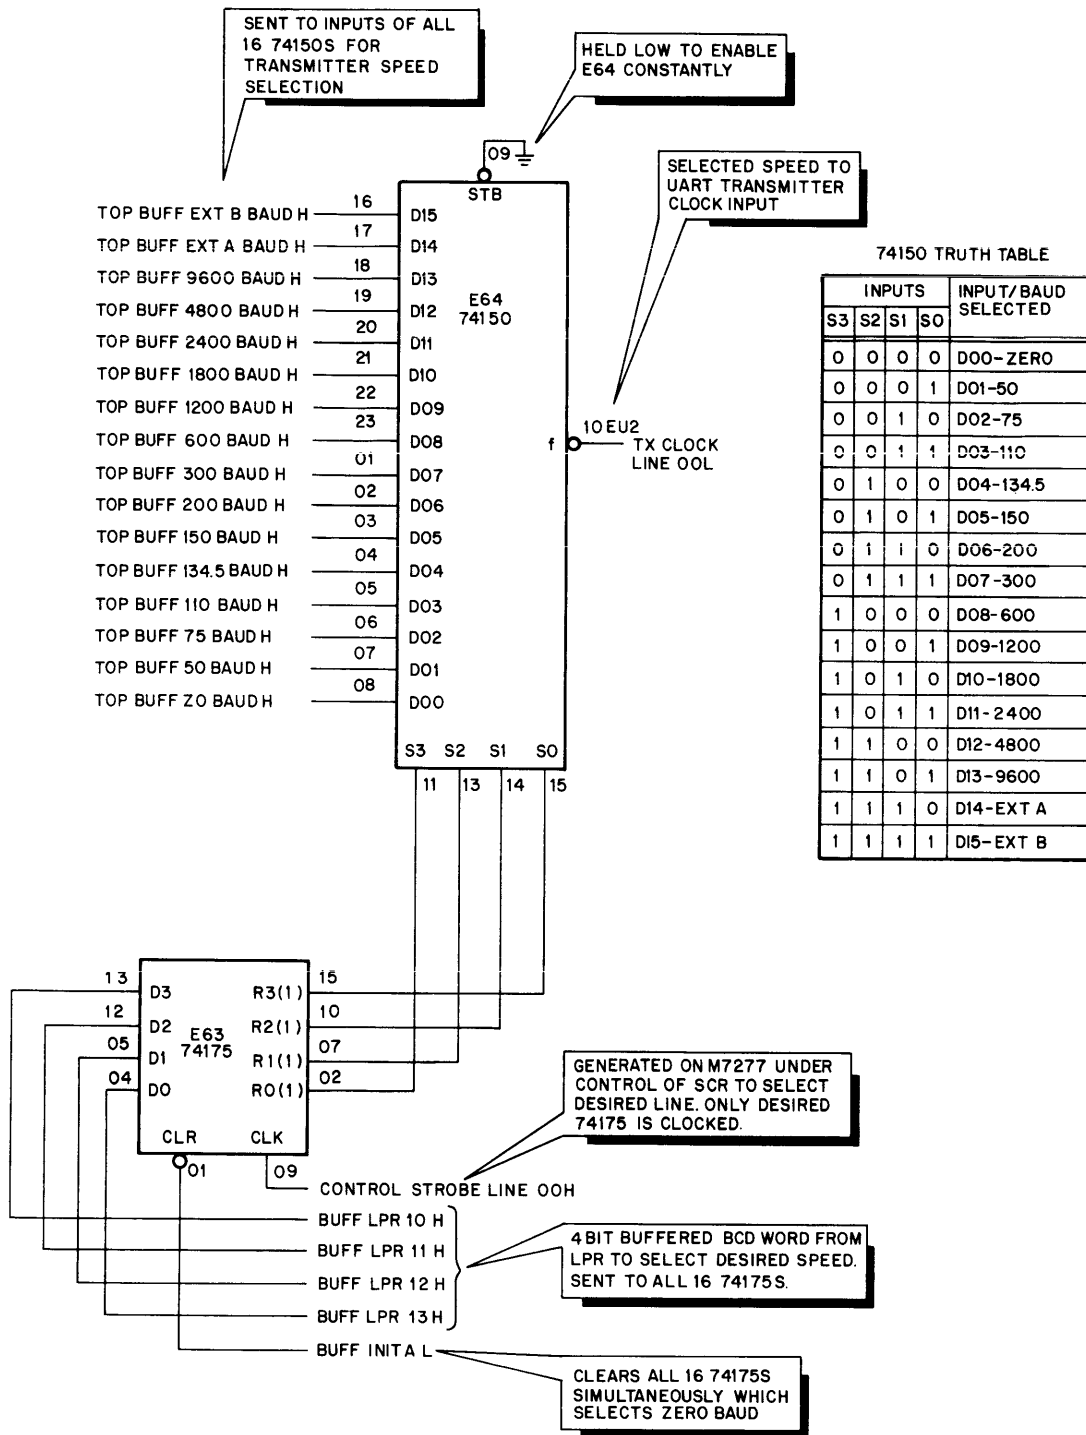 SENT TO INPUTS OF ALL
16 74150S FOR
TRANSMITTER SPEED
SELECTION
HELD LOW TO ENABLE
E64 CONSTANTLY
09
STB
SELECTED SPEED TO
UART TRANSMITTER
CLOCK INPUT
TOP BUFF EXT B BAUD H 16 D15
TOP BUFF EXT A BAUD H 17 D14
TOP BUFF 9600 BAUD H 18 D13
TOP BUFF 4800 BAUD H 19 D12
TOP BUFF 2400 BAUD H 20 D11
TOP BUFF 1800 BAUD H 21 D10
TOP BUFF 1200 BAUD H 22 D09
TOP BUFF 600 BAUD H 23 D08
TOP BUFF 300 BAUD H 01 D07
TOP BUFF 200 BAUD H 02 D06
TOP BUFF 150 BAUD H 03 D05
TOP BUFF 134.5 BAUD H 04 D04
TOP BUFF 110 BAUD H 05 D03
TOP BUFF 75 BAUD H 06 D02
TOP BUFF 50 BAUD H 07 D01
TOP BUFF ZO BAUD H 08 D00
E64
74150
f 10EU2
TX CLOCK
LINE 00L
S3 S2 S1 S0
11 13 14 15
74150 TRUTH TABLE
INPUTS INPUT/BAUD
SELECTED
S3 S2 S1 S0
0 0 0 0 D00-ZERO
0 0 0 1 D01-50
0 0 1 0 D02-75
0 0 1 1 D03-110
0 1 0 0 D04-134.5
0 1 0 1 D05-150
0 1 1 0 D06-200
0 1 1 1 D07-300
1 0 0 0 D08-600
1 0 0 1 D09-1200
1 0 1 0 D10-1800
1 0 1 1 D11-2400
1 1 0 0 D12-4800
1 1 0 1 D13-9600
1 1 1 0 D14-EXT A
1 1 1 1 D15-EXT B
13 D3 R3(1) 15
12 D2 R2(1) 10
05 D1 R1(1) 07
04 D0 R0(1) 02
E63
74175
CLR CLK
01 09
GENERATED ON M7277 UNDER
CONTROL OF SCR TO SELECT
DESIRED LINE. ONLY DESIRED
74175 IS CLOCKED.
CONTROL STROBE LINE 00H
BUFF LPR 10 H
BUFF LPR 11 H
BUFF LPR 12 H
BUFF LPR 13 H
4 BIT BUFFERED BCD WORD FROM
LPR TO SELECT DESIRED SPEED.
SENT TO ALL 16 74175S.
BUFF INITA L
CLEARS ALL 16 74175S
SIMULTANEOUSLY WHICH
SELECTS ZERO BAUD